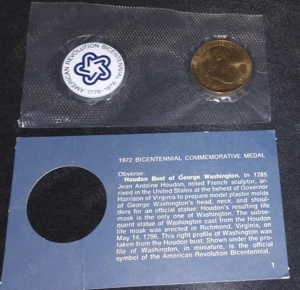 AMERICAN REVOLUTION BICENTENNIAL
1776-1976
1972 BICENTENNIAL COMMEMORATIVE MEDAL
Obverse:
Houdon Bust of George Washington. In 1785
Jean Antoine Houdon, noted French sculptor, ar-
rived in the United States at the behest of Governor
Harrison of Virginia to prepare model plaster molds
of George Washington's head, neck, and shoul-
ders for an official statue: Houdon's resulting life
mask is the only one of Washington. The subse-
quent statue of Washington cast from the Houdon
life mask was erected in Richmond, Virginia, on
May 14, 1796. This right profile of Washington was
taken from the Houdon bust. Shown under the pro-
file of Washington, in miniature, is the official
symbol of the American Revolution Bicentennial.
1